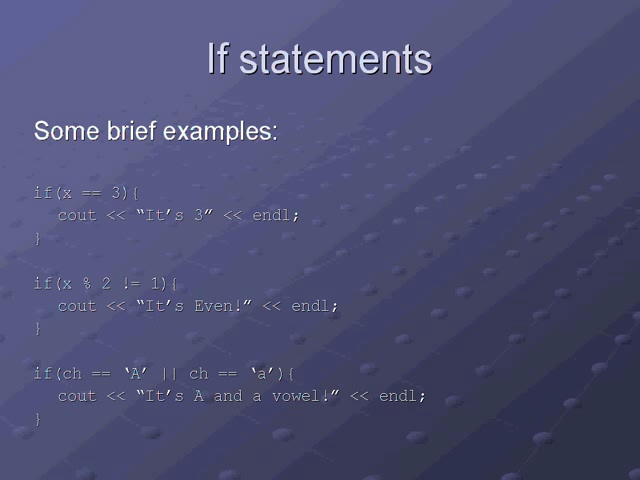 If statements
Some brief examples:
if(x == 3){
cout << “It’s 3” << endl;
}
if(x % 2 != 1){
cout << “It’s Even!” << endl;
}
if(ch == ‘A’ || ch == ‘a’){
cout << “It’s A and a vowel!” << endl;
}